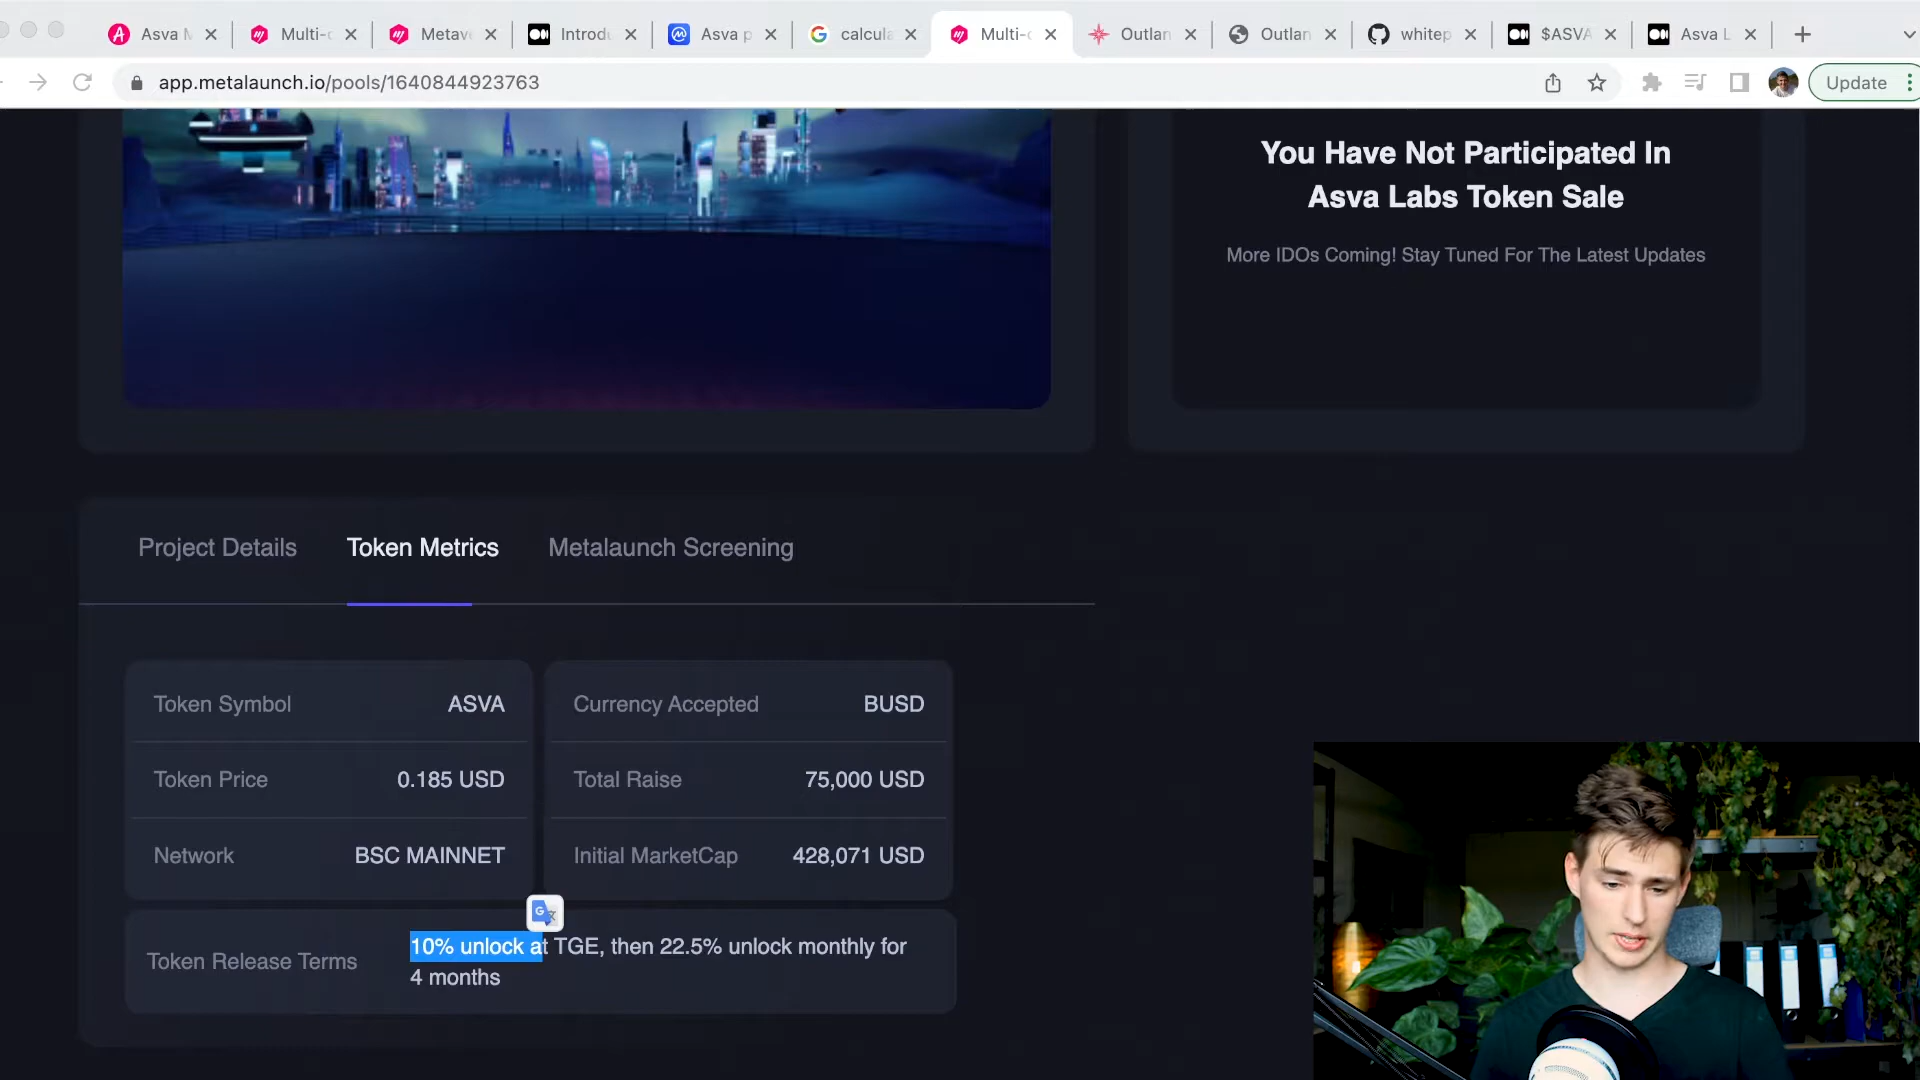 Asva M
Multi-c
Metave
Introdu
Asva p
calcula
Multi-c
Outlan
Outlan
whitep
$ASVA
Asva L
app.metalaunch.io/pools/1640844923763
Update
You Have Not Participated In
Asva Labs Token Sale
More IDOs Coming! Stay Tuned For The Latest Updates
Project Details
Token Metrics
Metalaunch Screening
Token Symbol ASVA
Currency Accepted BUSD
Token Price 0.185 USD
Total Raise 75,000 USD
Network BSC MAINNET
Initial MarketCap 428,071 USD
Token Release Terms
10% unlock at TGE, then 22.5% unlock monthly for
4 months